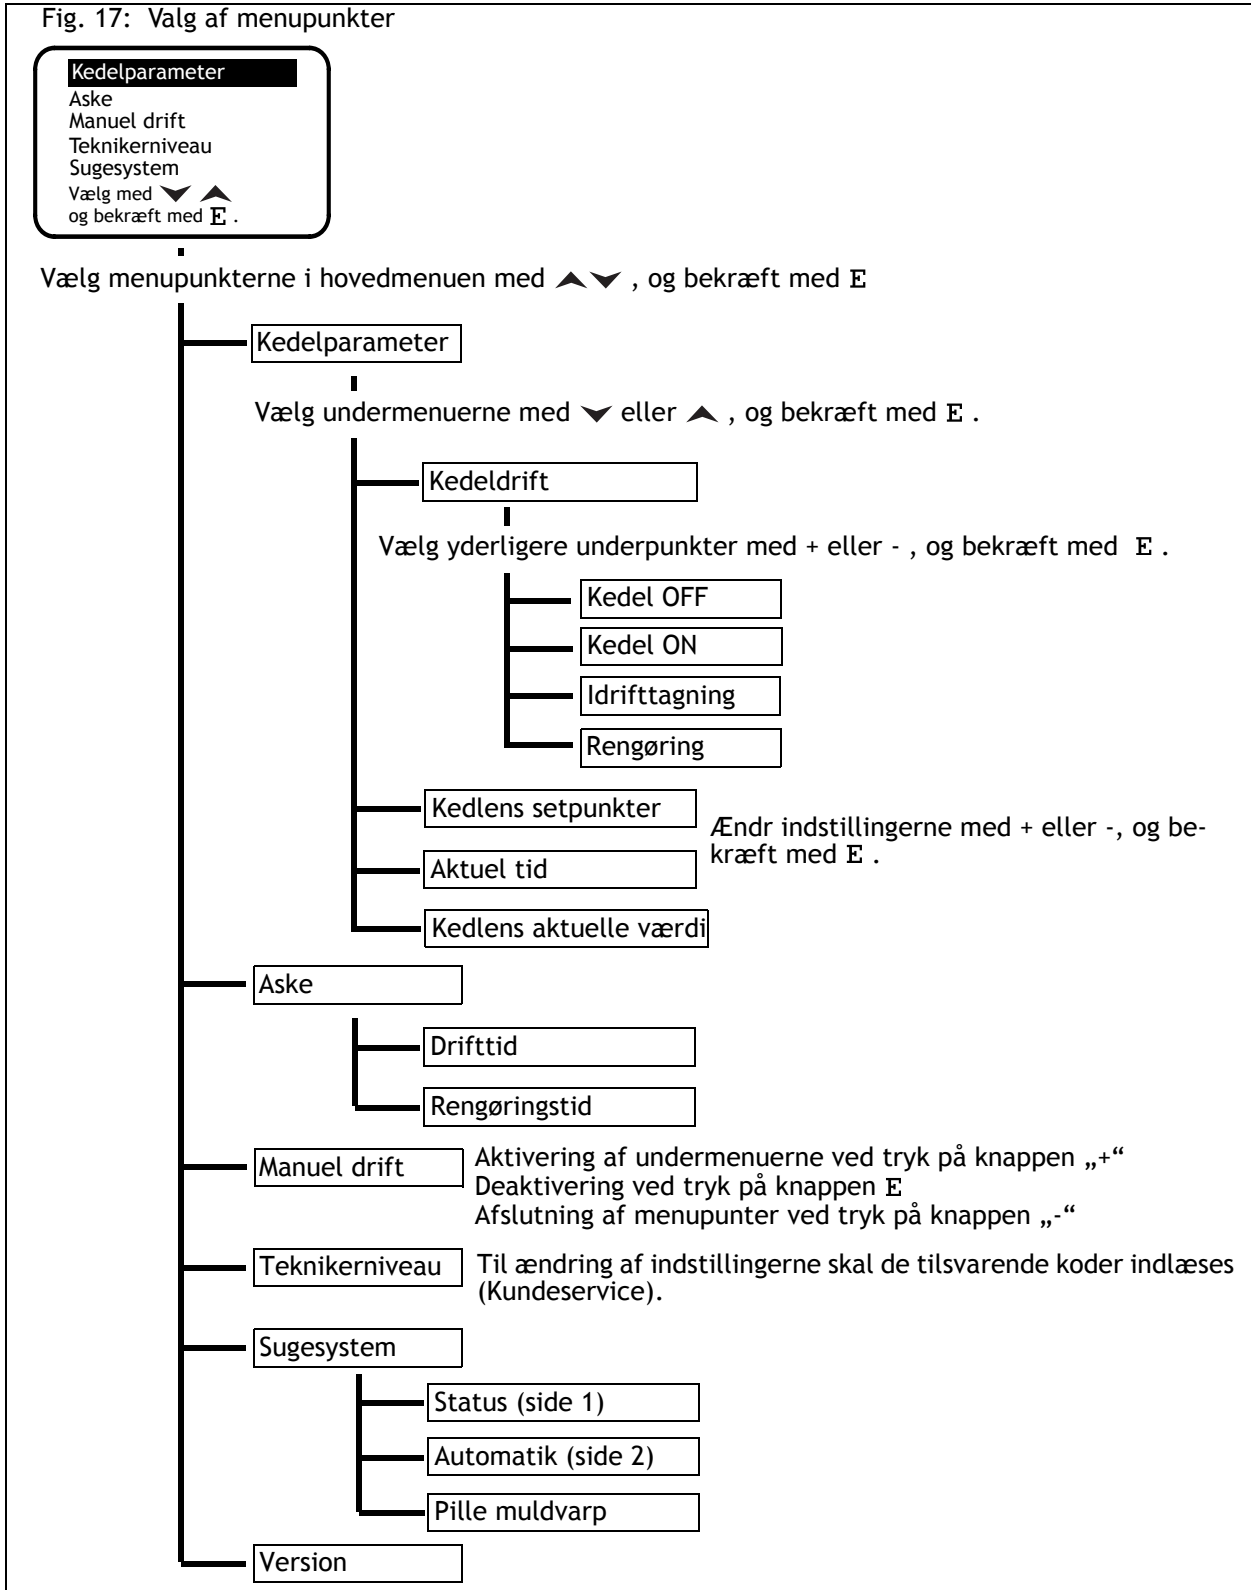 Fig. 17: Valg af menupunkter
Kedelparameter
Aske
Manuel drift
Teknikerniveau
Sugesystem
Vælg med
og bekræft med E .
Vælg menupunkterne i hovedmenuen med , og bekræft med E
Kedelparameter
Vælg undermenuerne med eller , og bekræft med E .
Kedeldrift
Vælg yderligere underpunkter med + eller - , og bekræft med E .
Kedel OFF
Kedel ON
Idrifttagning
Rengøring
Kedlens setpunkter
Ændr indstillingerne med + eller -, og be-
kræft med E .
Aktuel tid
Kedlens aktuelle værdi
Aske
Drifttid
Rengøringstid
Manuel drift
Aktivering af undermenuerne ved tryk på knappen „+“
Deaktivering ved tryk på knappen E
Afslutning af menupunter ved tryk på knappen „-“
Teknikerniveau
Til ændring af indstillingerne skal de tilsvarende koder indlæses
(Kundeservice).
Sugesystem
Status (side 1)
Automatik (side 2)
Pille muldvarp
Version